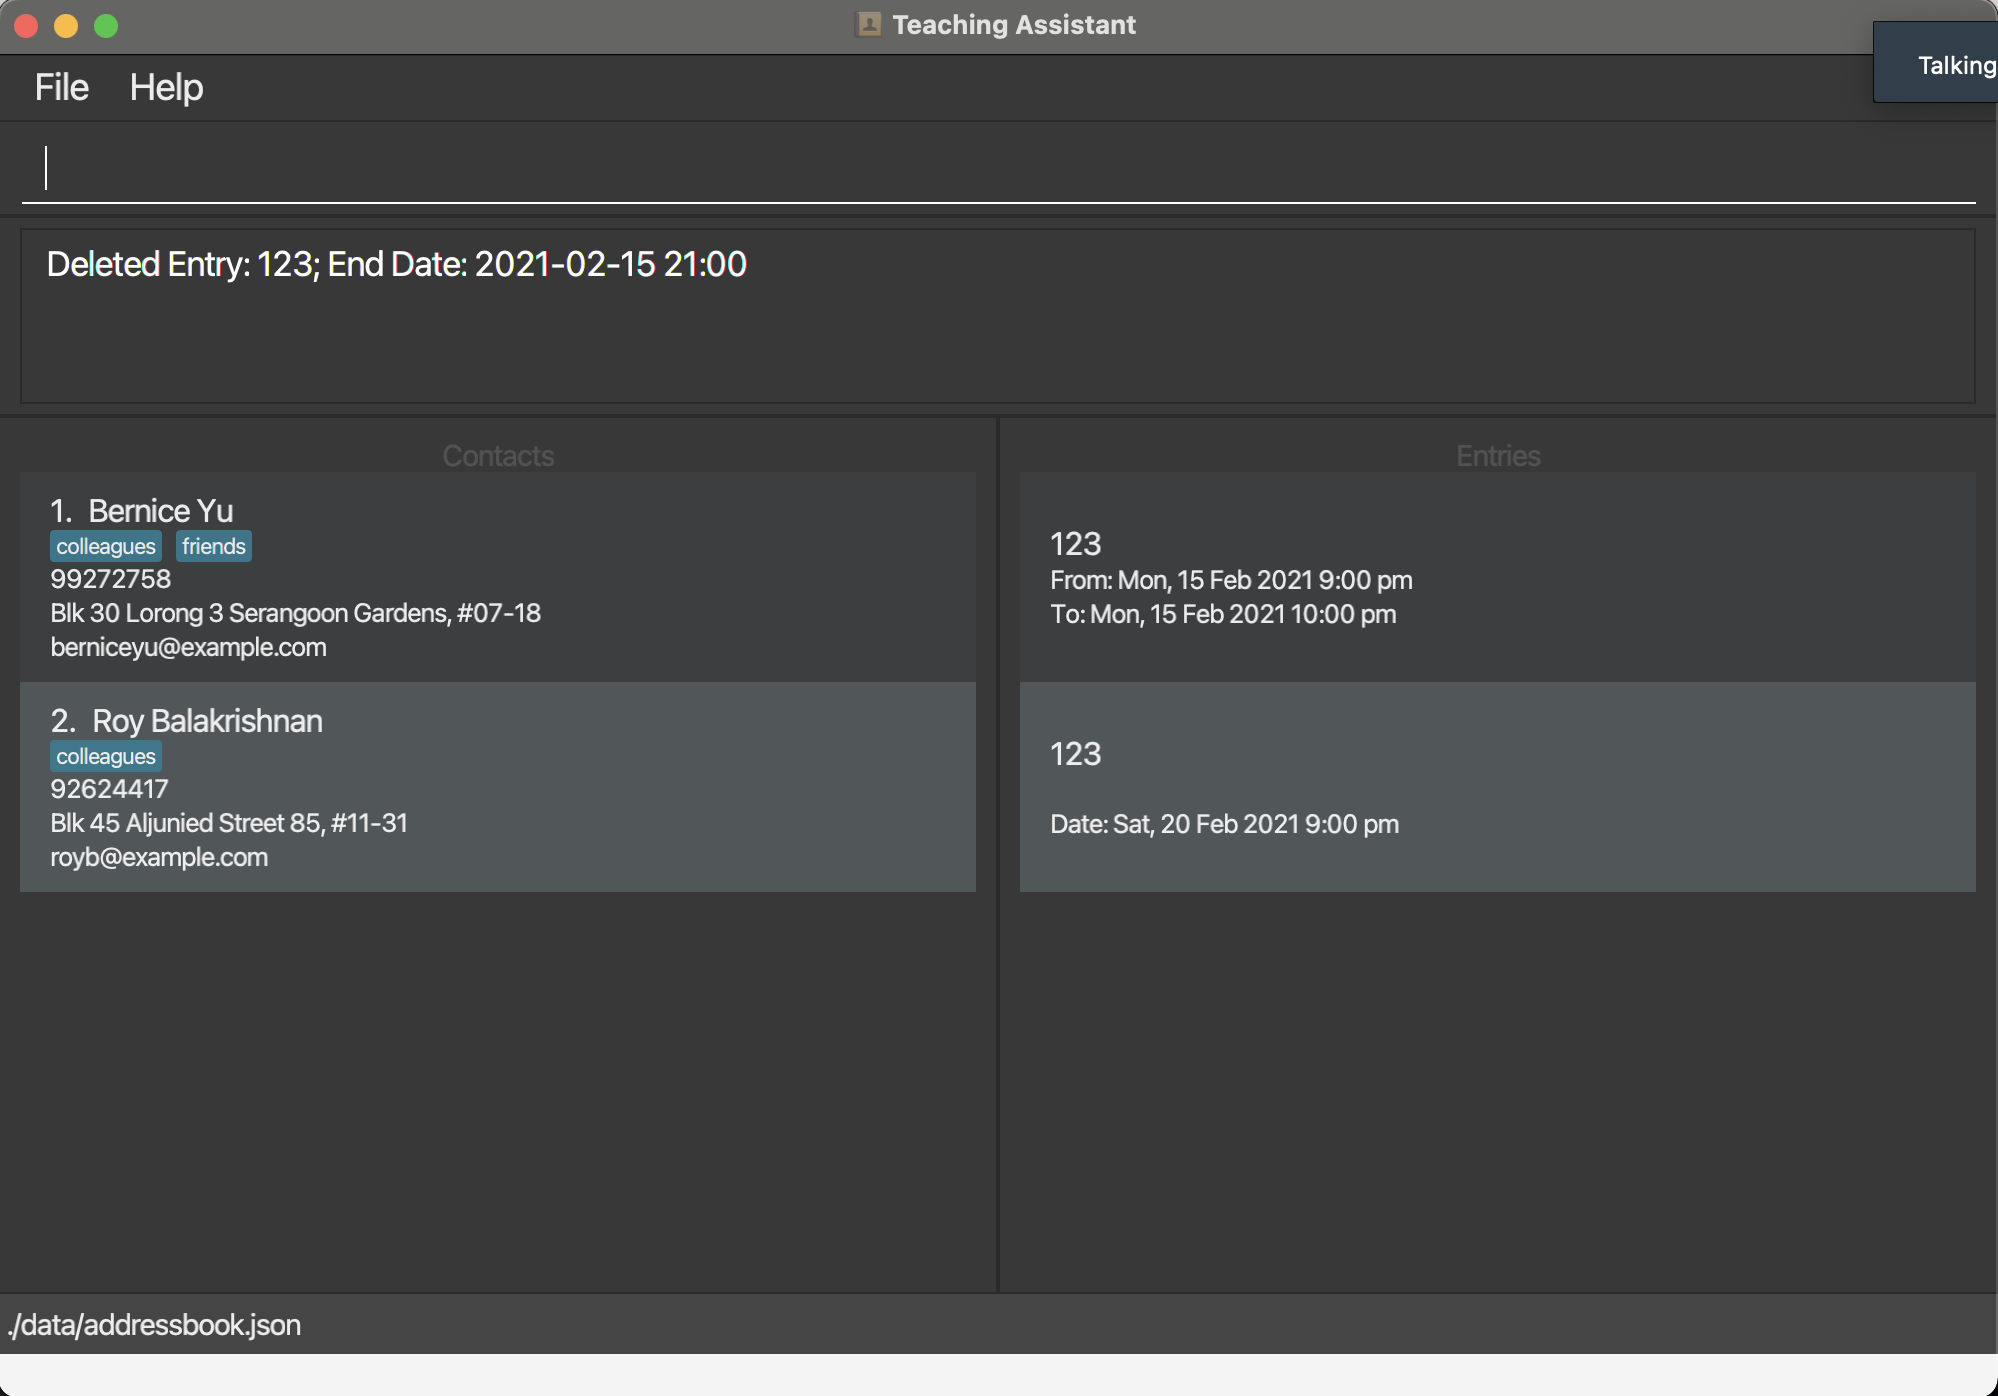 Teaching Assistant
Talking
File Help
Deleted Entry: 123; End Date: 2021-02-15 21:00
Contacts
1. Bernice Yu
colleagues friends
99272758
Blk 30 Lorong 3 Serangoon Gardens, #07-18
berniceyu@example.com
2. Roy Balakrishnan
colleagues
92624417
Blk 45 Aljunied Street 85, #11-31
royb@example.com
Entries
123
From: Mon, 15 Feb 2021 9:00 pm
To: Mon, 15 Feb 2021 10:00 pm
123
Date: Sat, 20 Feb 2021 9:00 pm
./data/addressbook.json